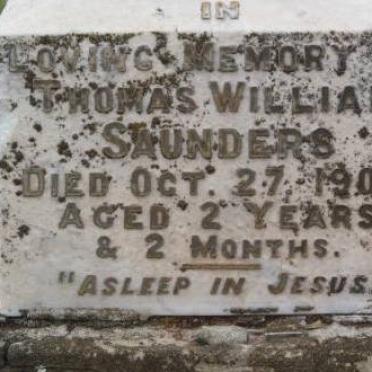 IN
LOVING MEMORY
THOMAS WILLIA
SAUNDERS
DIED OCT. 27, 190
AGED 2 YEARS
& 2 MONTHS.
"ASLEEP IN JESUS.